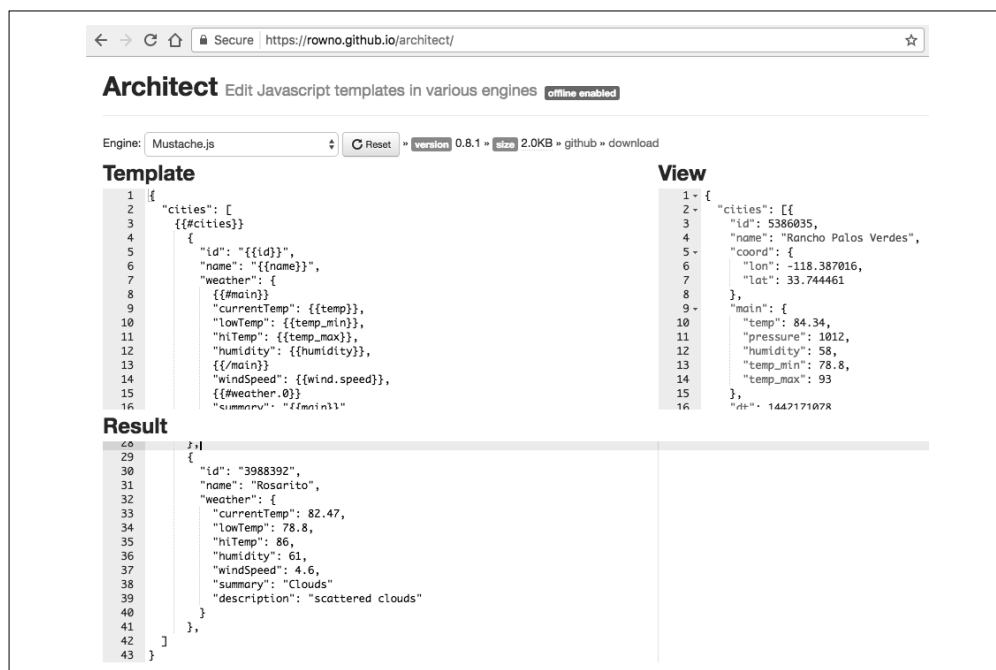 Secure https://rowno.github.io/architect/
Architect Edit Javascript templates in various engines offline enabled
Engine: Mustache.js Reset » version 0.8.1 » size 2.0KB » github » download
Template
1 {
2 "cities": [
3 {{#cities}}
4 {
5 "id": "{{id}}",
6 "name": "{{name}}",
7 "weather": {
8 {{#main}}
9 "currentTemp": {{temp}},
10 "lowTemp": {{temp_min}},
11 "hiTemp": {{temp_max}},
12 "humidity": {{humidity}},
13 {{/main}}
14 "windSpeed": {{wind.speed}},
15 {{#weather.0}}
16 "summary": "{{main}}"
View
1 {
2 "cities": [{
3 "id": 5386035,
4 "name": "Rancho Palos Verdes",
5 "coord": {
6 "lon": -118.387016,
7 "lat": 33.744461
8 },
9 "main": {
10 "temp": 84.34,
11 "pressure": 1012,
12 "humidity": 58,
13 "temp_min": 78.8,
14 "temp_max": 93
15 },
16 "dt": 1442171078
Result
28 },
29 {
30 "id": "3988392",
31 "name": "Rosarito",
32 "weather": {
33 "currentTemp": 82.47,
34 "lowTemp": 78.8,
35 "hiTemp": 86,
36 "humidity": 61,
37 "windSpeed": 4.6,
38 "summary": "Clouds"
39 "description": "scattered clouds"
40 }
41 },
42 ]
43 }